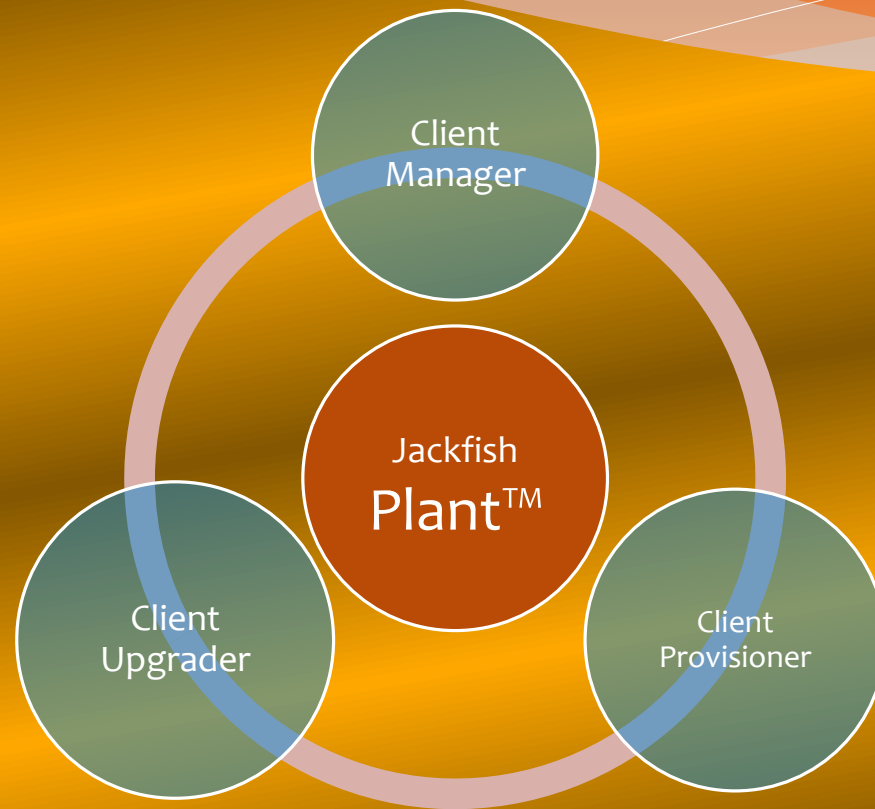 Client
Manager
Jackfish
Plant™
Client
Upgrader
Client
Provisioner